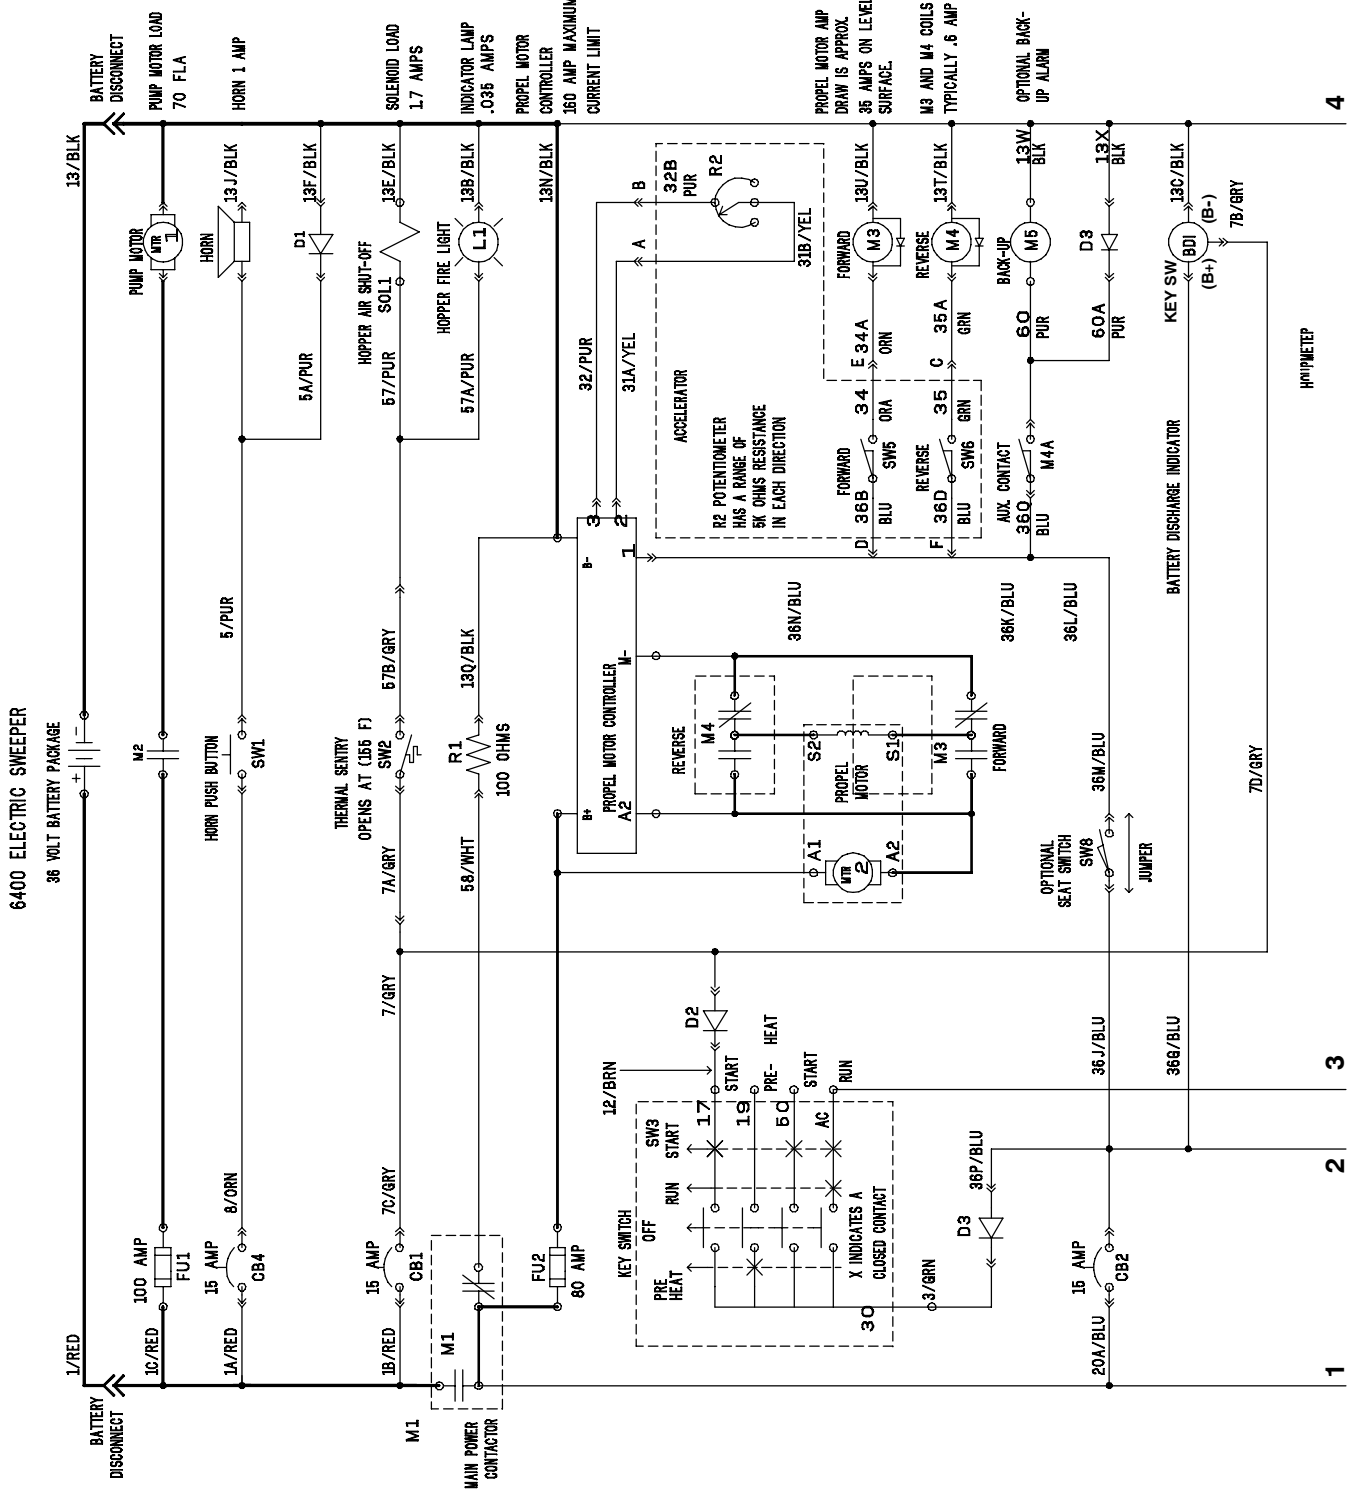 6400 ELECTRIC SWEEPER
36 VOLT BATTERY PACKAGE
BATTERY
DISCONNECT
1/RED
+
−
13/BLK
BATTERY
DISCONNECT
1C/RED
100 AMP
FU1
M2
PUMP MOTOR
MTR
1
PUMP MOTOR LOAD
70 FLA
1A/RED
15 AMP
CB4
8/ORN
HORN PUSH BUTTON
SW1
5/PUR
HORN
13J/BLK
HORN 1 AMP
5A/PUR
D1
13F/BLK
1B/RED
15 AMP
CB1
7C/GRY
7/GRY
7A/GRY
THERMAL SENTRY
OPENS AT (155 F)
SW2
57B/GRY
57/PUR
HOPPER AIR SHUT-OFF
SOL1
13E/BLK
SOLENOID LOAD
1.7 AMPS
57A/PUR
HOPPER FIRE LIGHT
L1
13B/BLK
INDICATOR LAMP
.035 AMPS
M1
MAIN POWER
CONTACTOR
M1
58/WHT
R1
100 OHMS
13Q/BLK
13N/BLK
PROPEL MOTOR
CONTROLLER
160 AMP MAXIMUM
CURRENT LIMIT
FU2
80 AMP
B+
B-
A2
PROPEL MOTOR CONTROLLER
M-
3
2
1
32/PUR
31A/YEL
B
A
32B
PUR
R2
31B/YEL
ACCELERATOR
R2 POTENTIOMETER
HAS A RANGE OF
5K OHMS RESISTANCE
IN EACH DIRECTION
REVERSE
M4
S2
S1
M3
FORWARD
PROPEL
MOTOR
A1
MTR
2
A2
36N/BLU
36K/BLU
36L/BLU
D
36B
BLU
FORWARD
SW5
34
ORA
E
34A
ORN
FORWARD
M3
13U/BLK
PROPEL MOTOR AMP
DRAW IS APPROX.
35 AMPS ON LEVEL
SURFACE.
F
36D
BLU
REVERSE
SW6
35
GRN
C
35A
GRN
REVERSE
M4
13T/BLK
M3 AND M4 COILS
TYPICALLY .6 AMP
360
BLU
AUX. CONTACT
M4A
60
PUR
BACK-UP
M5
13W
BLK
OPTIONAL BACK-
UP ALARM
60A
PUR
D3
13X
BLK
12/BRN
D2
KEY SWITCH
SW3
START
RUN
OFF
PRE
HEAT
17
START
19
PRE-
HEAT
50
START
AC
RUN
X INDICATES A
CLOSED CONTACT
30
3/GRN
D3
36P/BLU
20A/BLU
15 AMP
CB2
36J/BLU
OPTIONAL
SEAT SWITCH
SW8
JUMPER
36M/BLU
36G/BLU
BATTERY DISCHARGE INDICATOR
KEY SW
(B+)
BDI
(B-)
13C/BLK
7B/GRY
7D/GRY
1
2
3
4